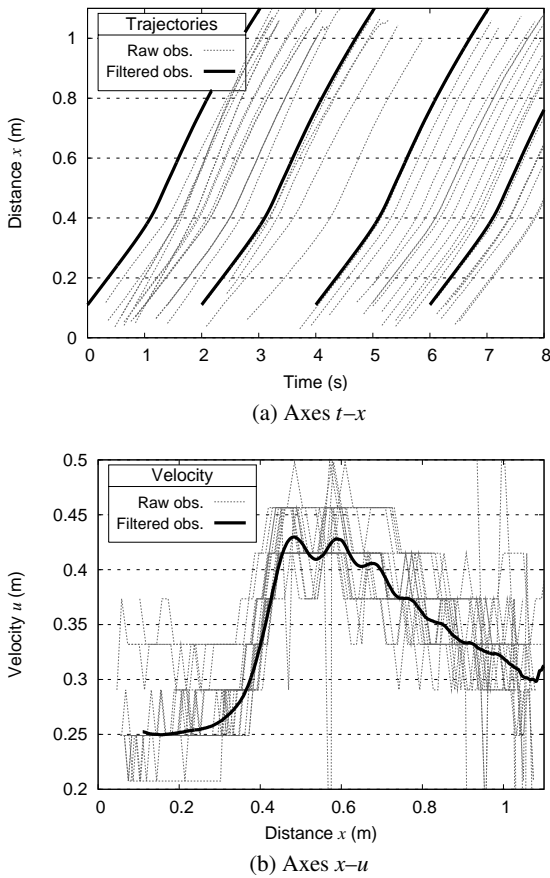 Trajectories
Raw obs.
Filtered obs.
1
0.8
0.6
0.4
0.2
0
Distance x (m)
0 1 2 3 4 5 6 7 8
Time (s)
(a) Axes t–x
0.5
0.45
0.4
0.35
0.3
0.25
0.2
Velocity u (m)
Velocity
Raw obs.
Filtered obs.
0 0.2 0.4 0.6 0.8 1
Distance x (m)
(b) Axes x–u